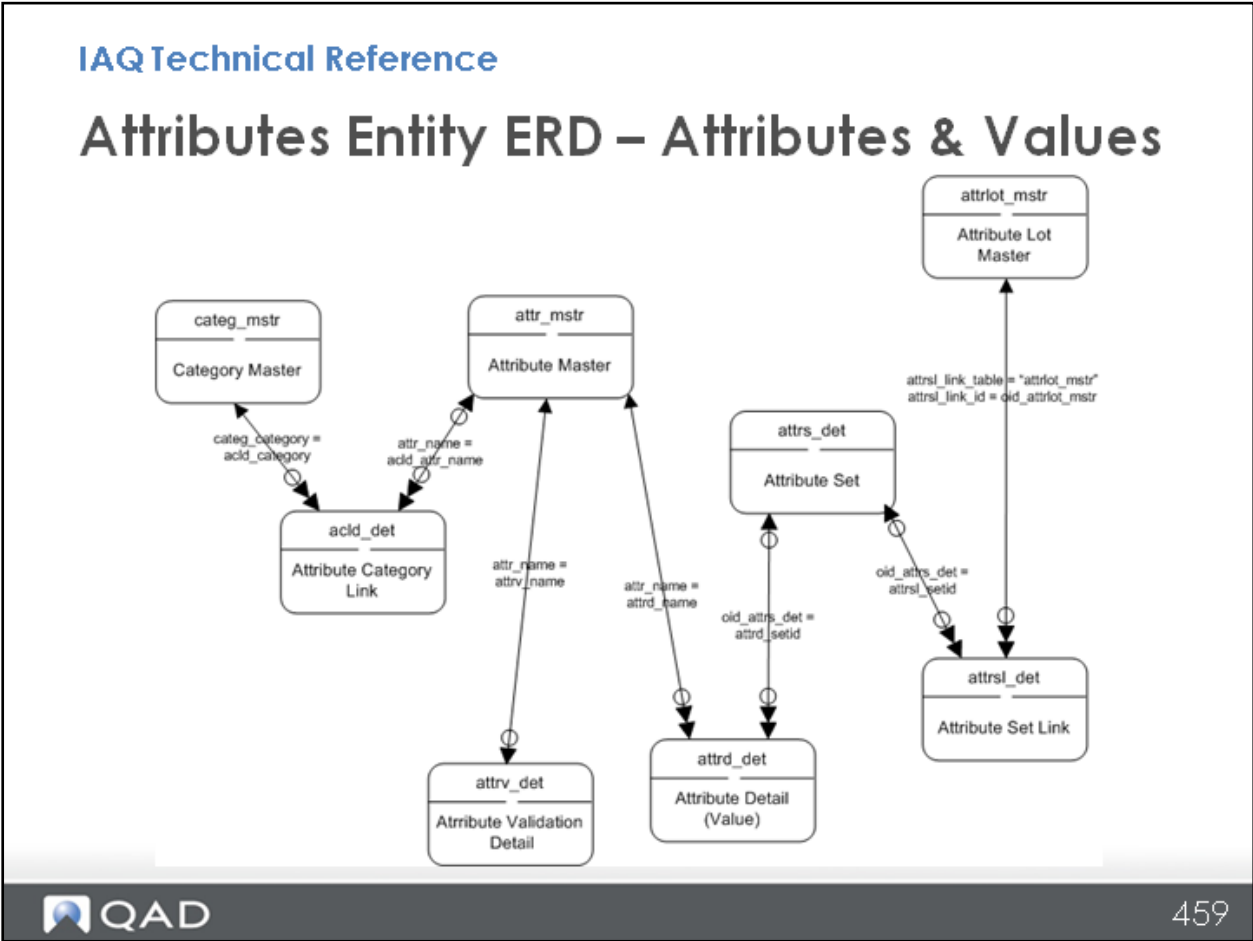 IAQ Technical Reference
Attributes Entity ERD – Attributes & Values
attrlot_mstr
Attribute Lot
Master
categ_mstr
Category Master
attr_mstr
Attribute Master
attrsl_link_table = "attrlot_mstr"
attrsl_link_id = oid_attrlot_mstr
categ_category =
acld_category
attr_name =
acld_attr_name
attrs_det
Attribute Set
acld_det
Attribute Category
Link
attr_name =
attrv_name
attr_name =
attrd_name
oid_attrs_det =
attrd_setid
oid_attrs_det =
attrsl_setid
attrsl_det
Attribute Set Link
attrv_det
Atrribute Validation
Detail
attrd_det
Attribute Detail
(Value)
QAD
459